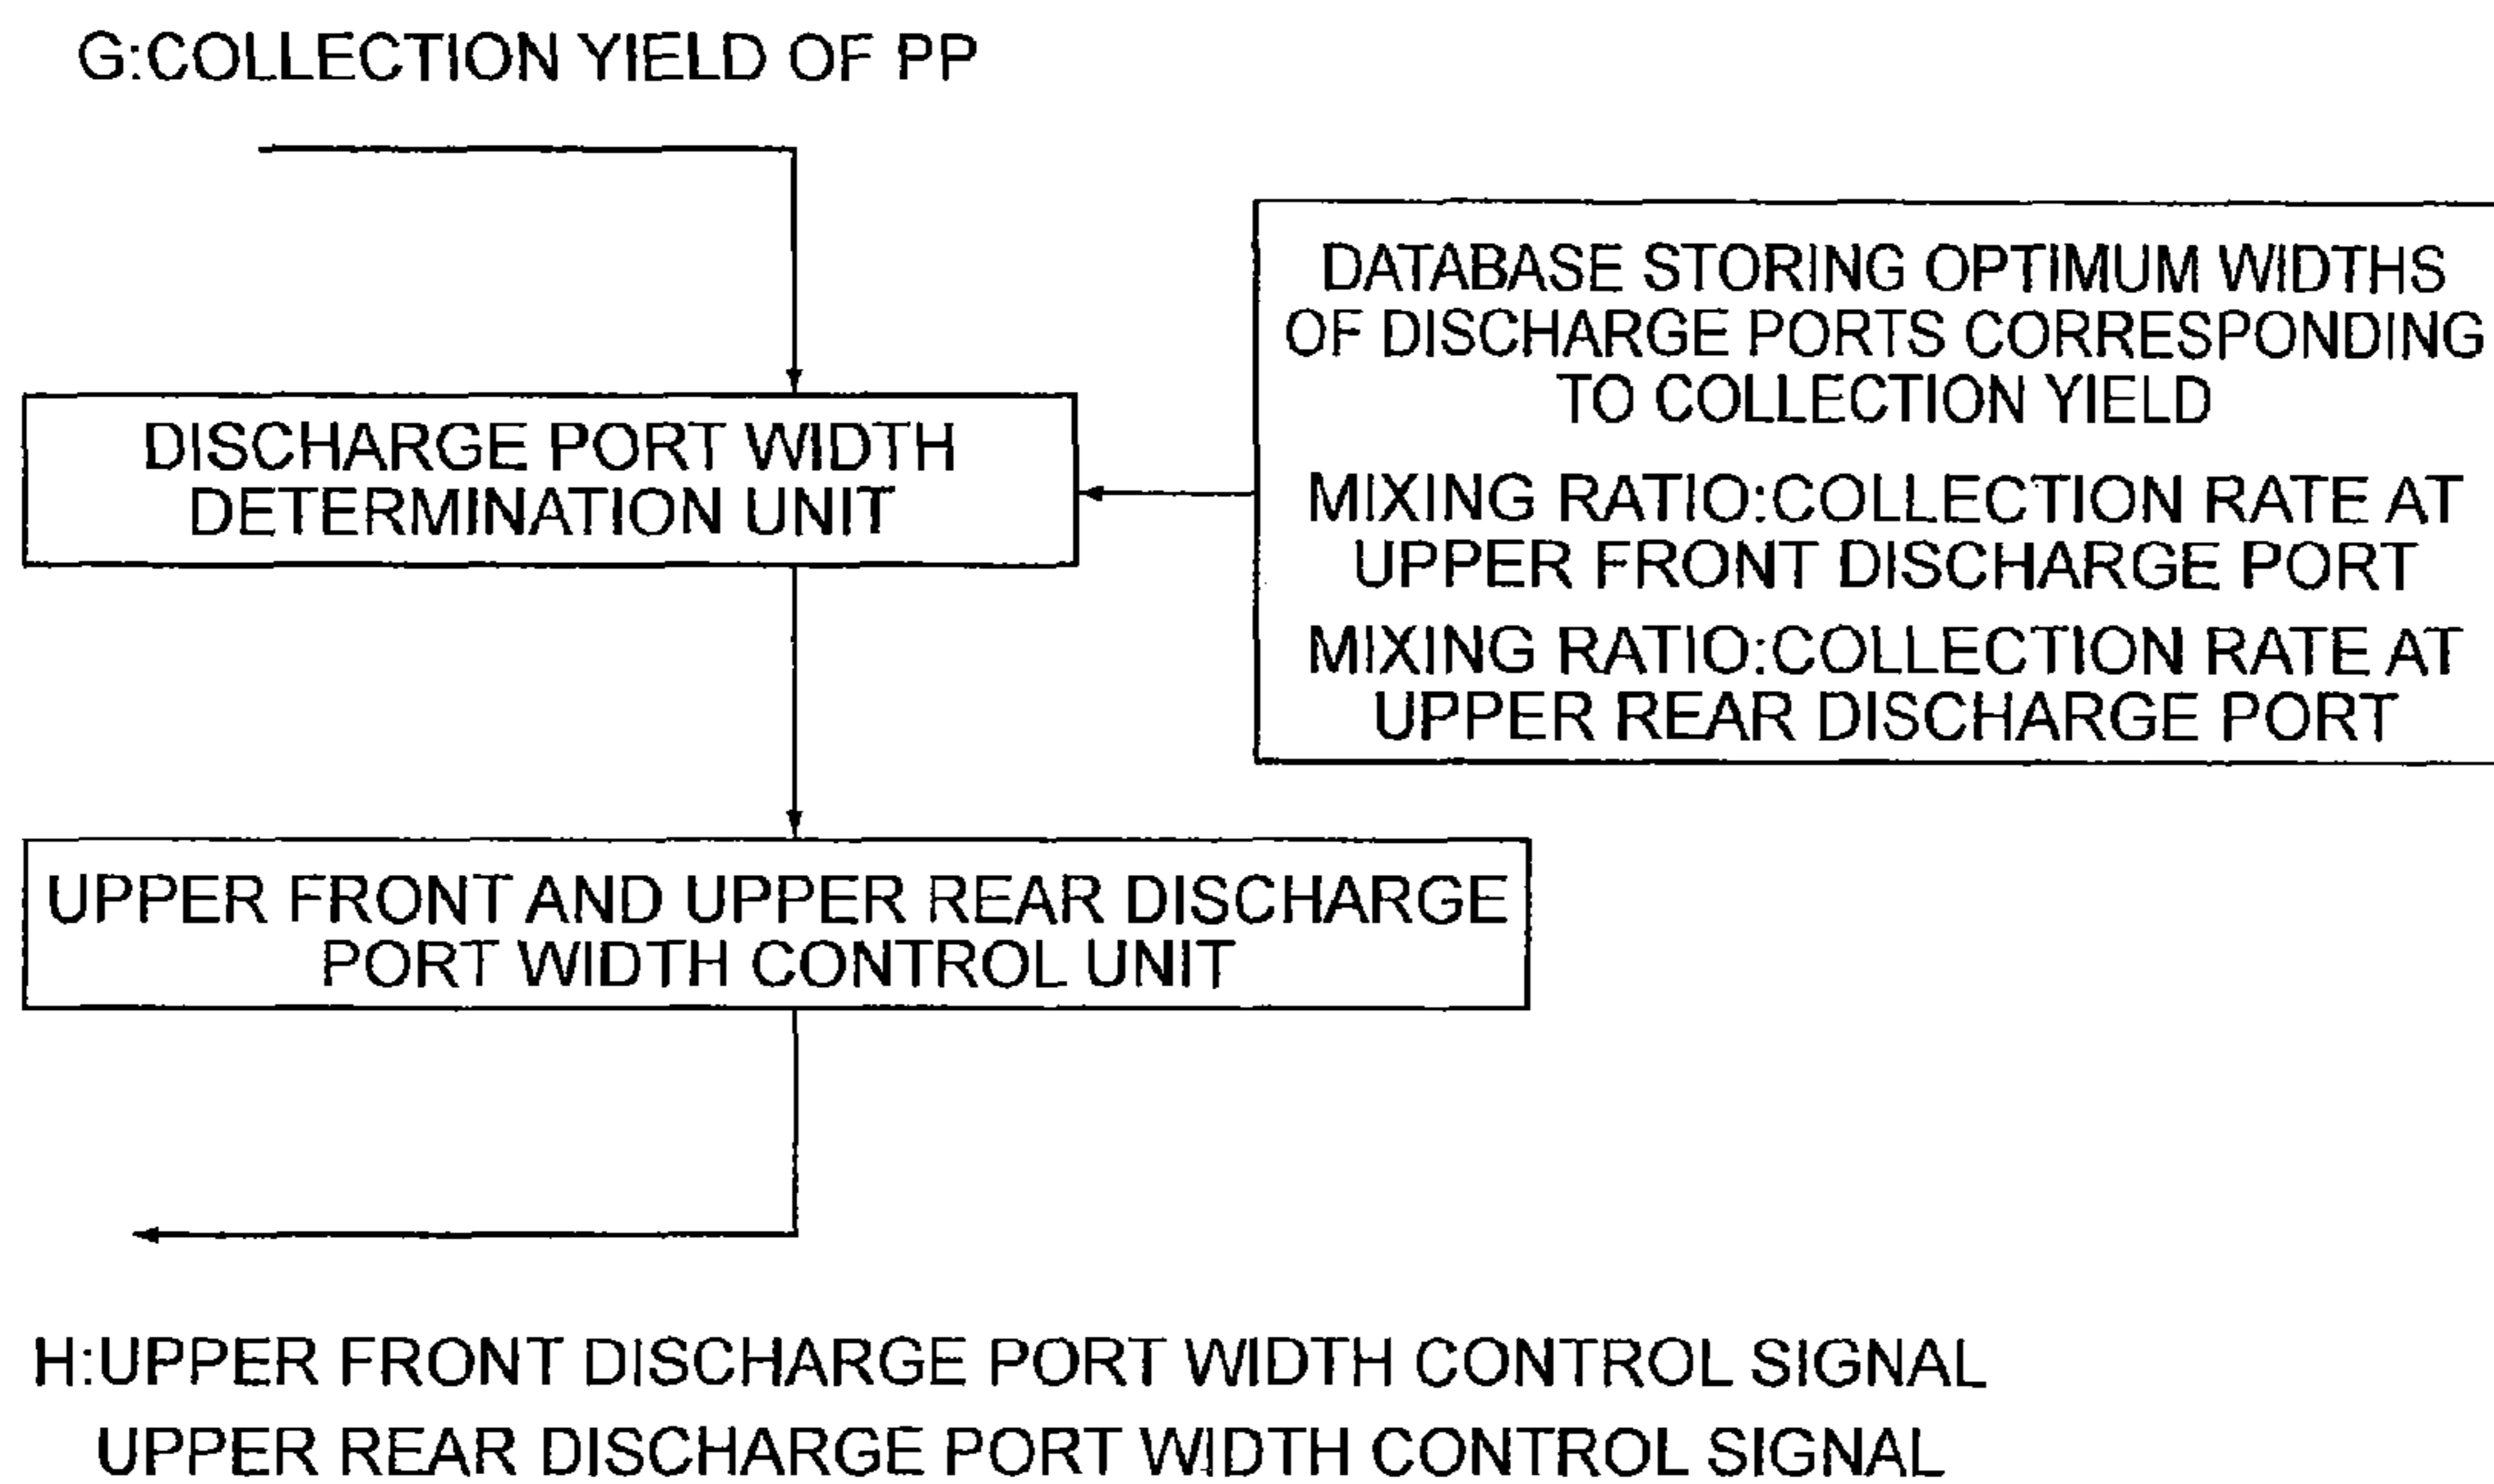 G:COLLECTION YIELD OF PP
DATABASE STORING OPTIMUM WIDTHS
OF DISCHARGE PORTS CORRESPONDING
TO COLLECTION YIELD
MIXING RATIO:COLLECTION RATE AT
UPPER FRONT DISCHARGE PORT
MIXING RATIO:COLLECTION RATE AT
UPPER REAR DISCHARGE PORT
DISCHARGE PORT WIDTH
DETERMINATION UNIT
UPPER FRONT AND UPPER REAR DISCHARGE
PORT WIDTH CONTROL UNIT
H:UPPER FRONT DISCHARGE PORT WIDTH CONTROL SIGNAL
UPPER REAR DISCHARGE PORT WIDTH CONTROL SIGNAL